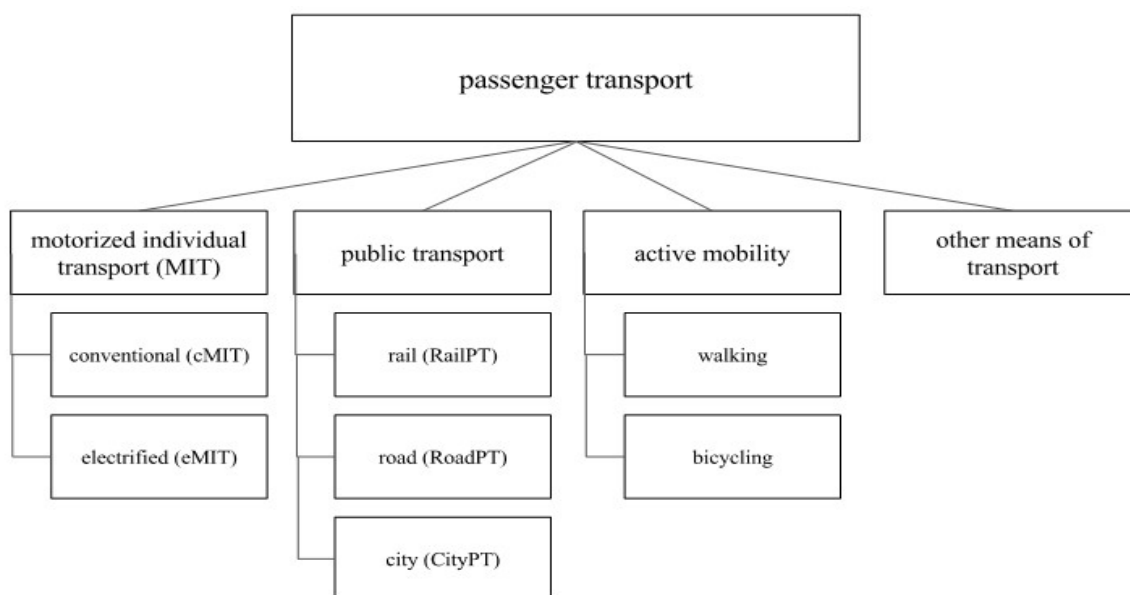 passenger transport
motorized individual
transport (MIT)
public transport
active mobility
other means of
transport
conventional (cMIT)
rail (RailPT)
walking
electrified (eMIT)
road (RoadPT)
bicycling
city (CityPT)